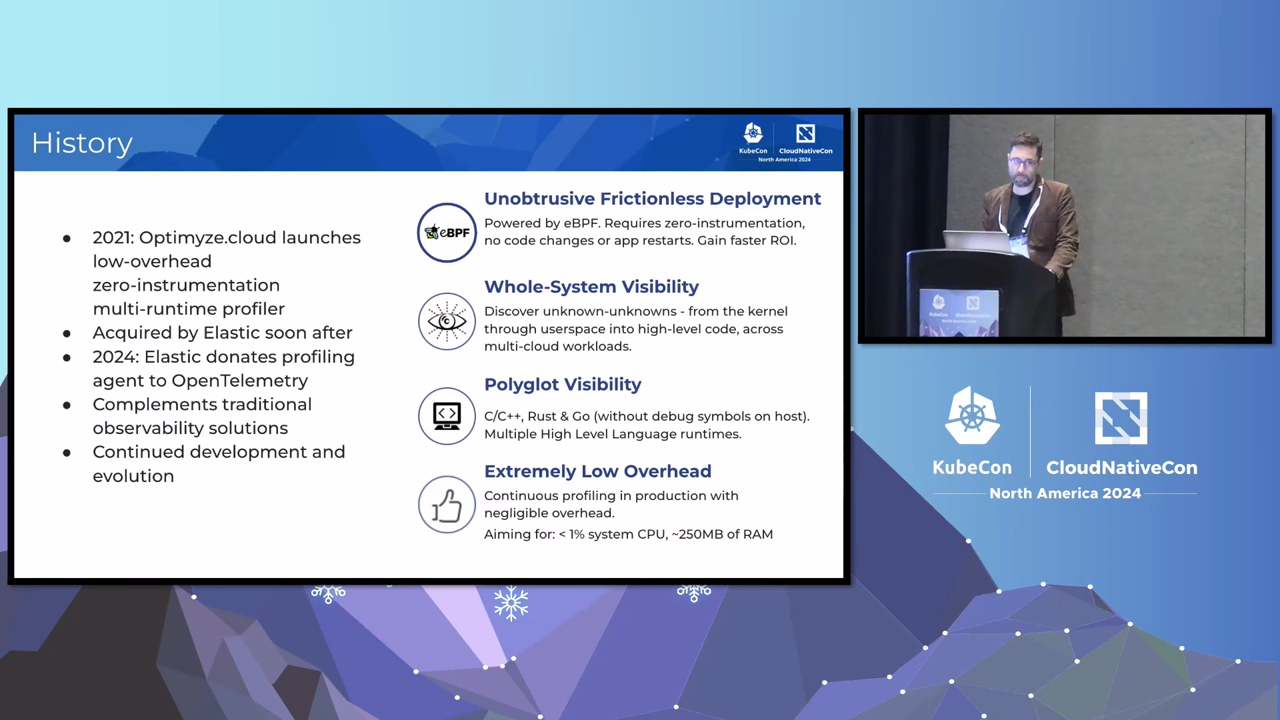 History
KubeCon
CloudNativeCon
North America 2024
• 2021: Optimyze.cloud launches
low-overhead
zero-instrumentation
multi-runtime profiler
• Acquired by Elastic soon after
• 2024: Elastic donates profiling
agent to OpenTelemetry
• Complements traditional
observability solutions
• Continued development and
evolution
eBPF
Unobtrusive Frictionless Deployment
Powered by eBPF. Requires zero-instrumentation,
no code changes or app restarts. Gain faster ROI.
Whole-System Visibility
Discover unknown-unknowns - from the kernel
through userspace into high-level code, across
multi-cloud workloads.
Polyglot Visibility
C/C++, Rust & Go (without debug symbols on host).
Multiple High Level Language runtimes.
Extremely Low Overhead
Continuous profiling in production with
negligible overhead.
Aiming for: < 1% system CPU, ~250MB of RAM
KubeCon
CloudNativeCon
North America 2024